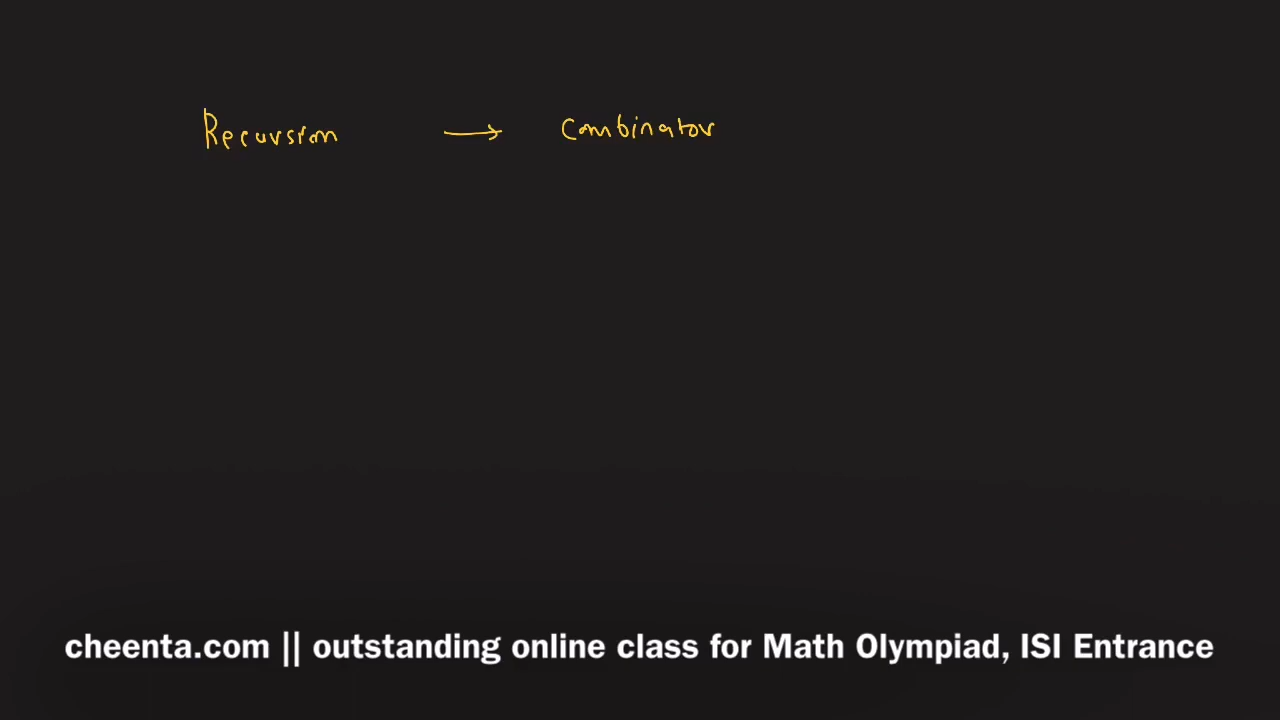 Recursion → Combinator
cheenta.com || outstanding online class for Math Olympiad, ISI Entrance